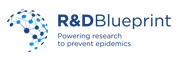 R&DBlueprint
Powering research
to prevent epidemics